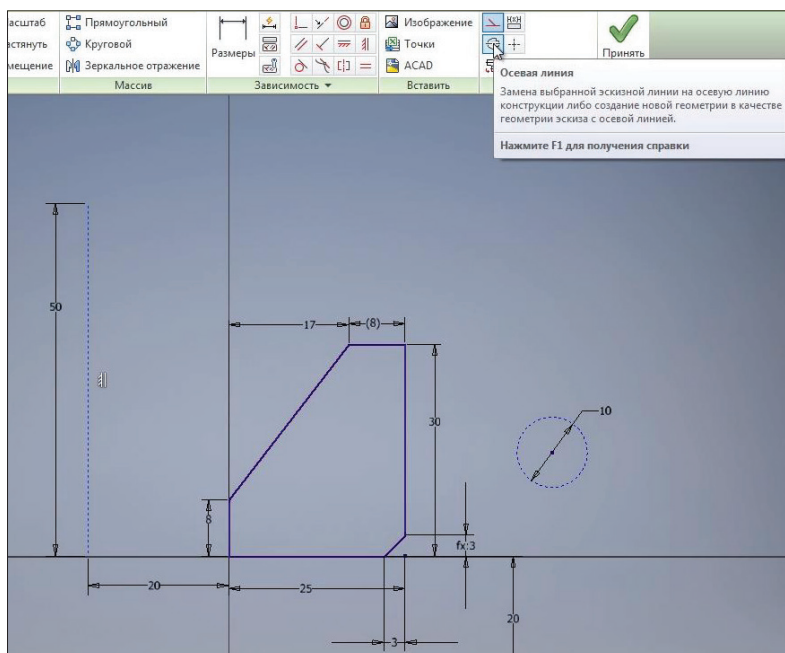 асштаб
Прямоугольный
Изображение
астянуть
Круговой
Размеры
Точки
Принять
мещение
Зеркальное отражение
ACAD
Массив
Зависимость
Вставить
Осевая линия
Замена выбранной эскизной линии на осевую линию
конструкции либо создание новой геометрии в качестве
геометрии эскиза с осевой линией.
Нажмите F1 для получения справки
50
17
(8)
10
30
8
fx:3
20
25
20
3